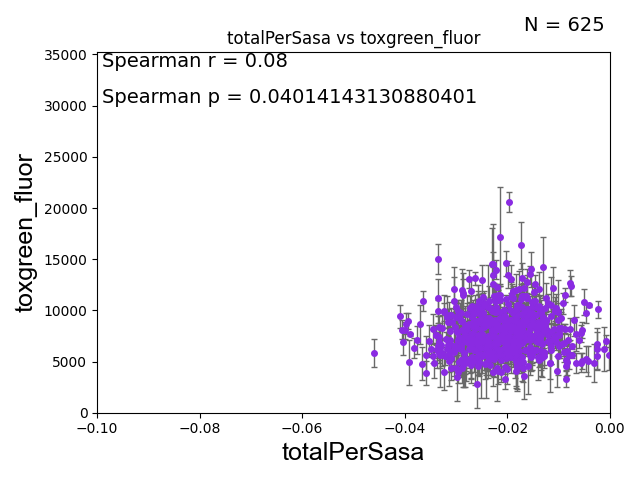 N = 625
totalPerSasa vs toxgreen_fluor
Spearman r = 0.08
Spearman p = 0.04014143130880401
toxgreen_fluor
35000
30000
25000
20000
15000
10000
5000
0
−0.10 −0.08 −0.06 −0.04 −0.02 0.00
totalPerSasa